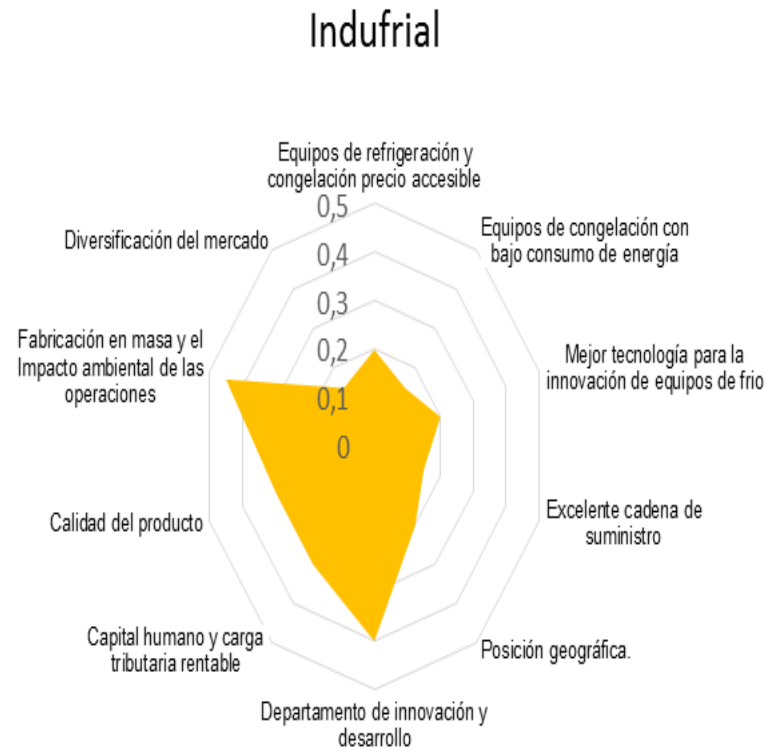 Indufrial
Equipos de refrigeración y
congelación precio accesible
Equipos de congelación con
bajo consumo de energía
Mejor tecnología para la
innovación de equipos de frio
Excelente cadena de
suministro
Posición geográfica.
Departamento de innovación y
desarrollo
Capital humano y carga
tributaria rentable
Calidad del producto
Fabricación en masa y el
Impacto ambiental de las
operaciones
Diversificación del mercado
0,5
0,4
0,3
0,2
0,1
0